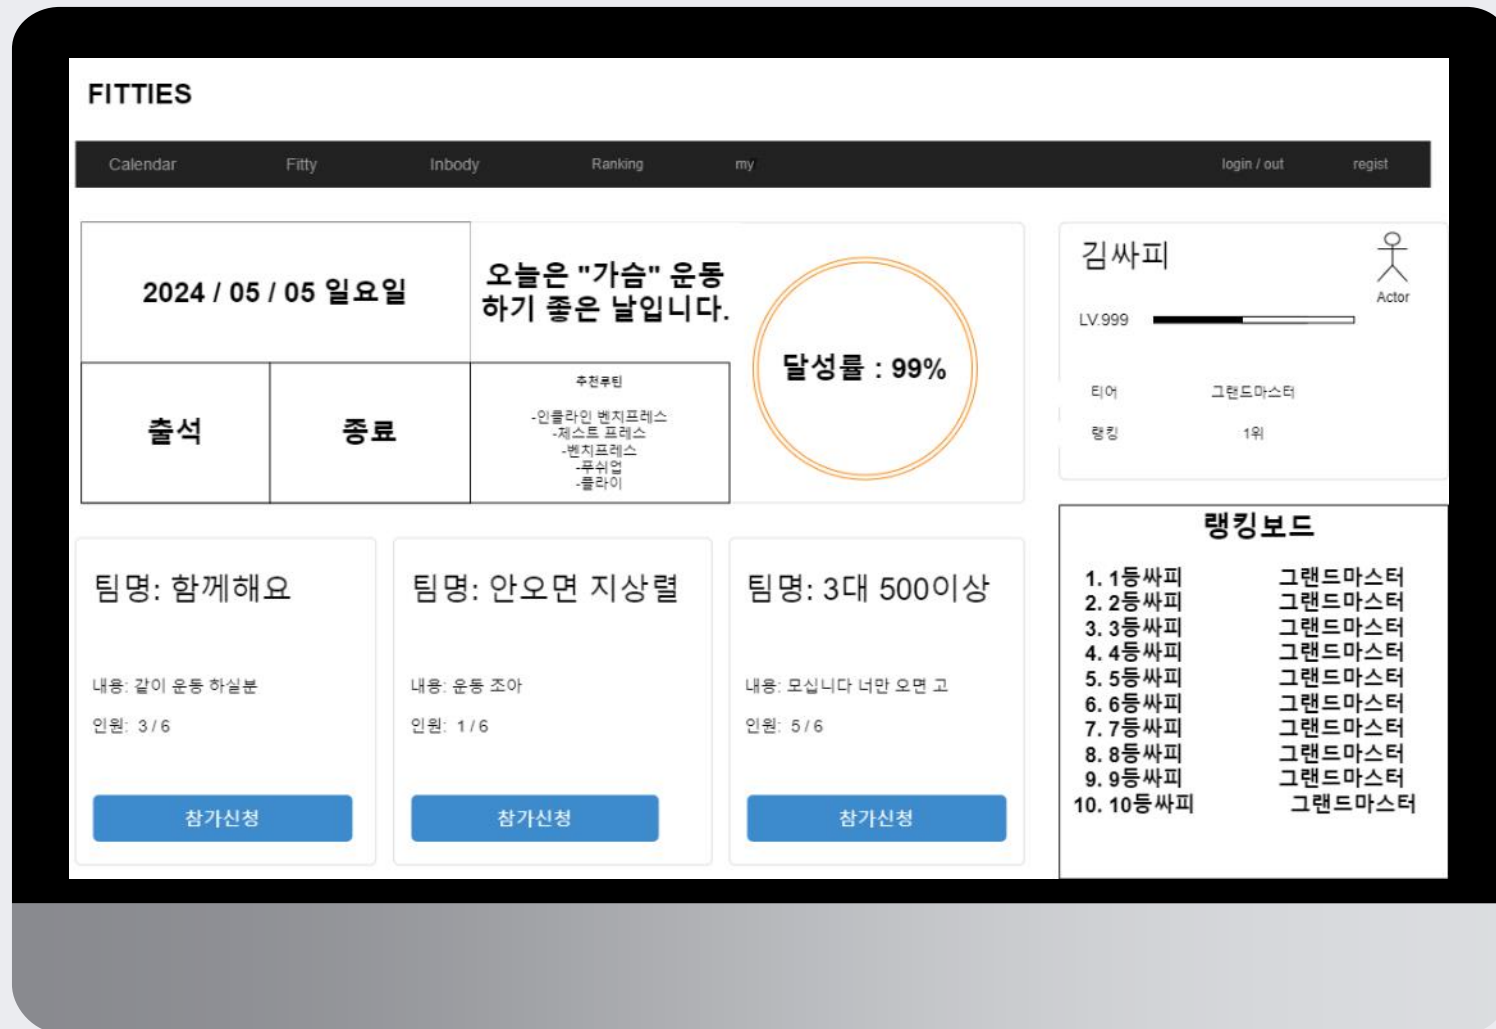 FITTIES
Calendar Fitty Inbody Ranking my login / out regist
2024 / 05 / 05 일요일
오늘은 "가슴" 운동
하기 좋은 날입니다.
출석
종료
추천루틴
-인클라인 벤치프레스
-체스트 프레스
-벤치프레스
-푸쉬업
-플라이
달성률 : 99%
김싸피
Actor
LV.999
티어 그랜드마스터
랭킹 1위
팀명: 함께해요
내용: 같이 운동 하실분
인원: 3 / 6
참가신청
팀명: 안오면 지상렬
내용: 운동 조아
인원: 1 / 6
참가신청
팀명: 3대 500이상
내용: 모십니다 너만 오면 고
인원: 5 / 6
참가신청
랭킹보드
1. 1등싸피 그랜드마스터
2. 2등싸피 그랜드마스터
3. 3등싸피 그랜드마스터
4. 4등싸피 그랜드마스터
5. 5등싸피 그랜드마스터
6. 6등싸피 그랜드마스터
7. 7등싸피 그랜드마스터
8. 8등싸피 그랜드마스터
9. 9등싸피 그랜드마스터
10. 10등싸피 그랜드마스터